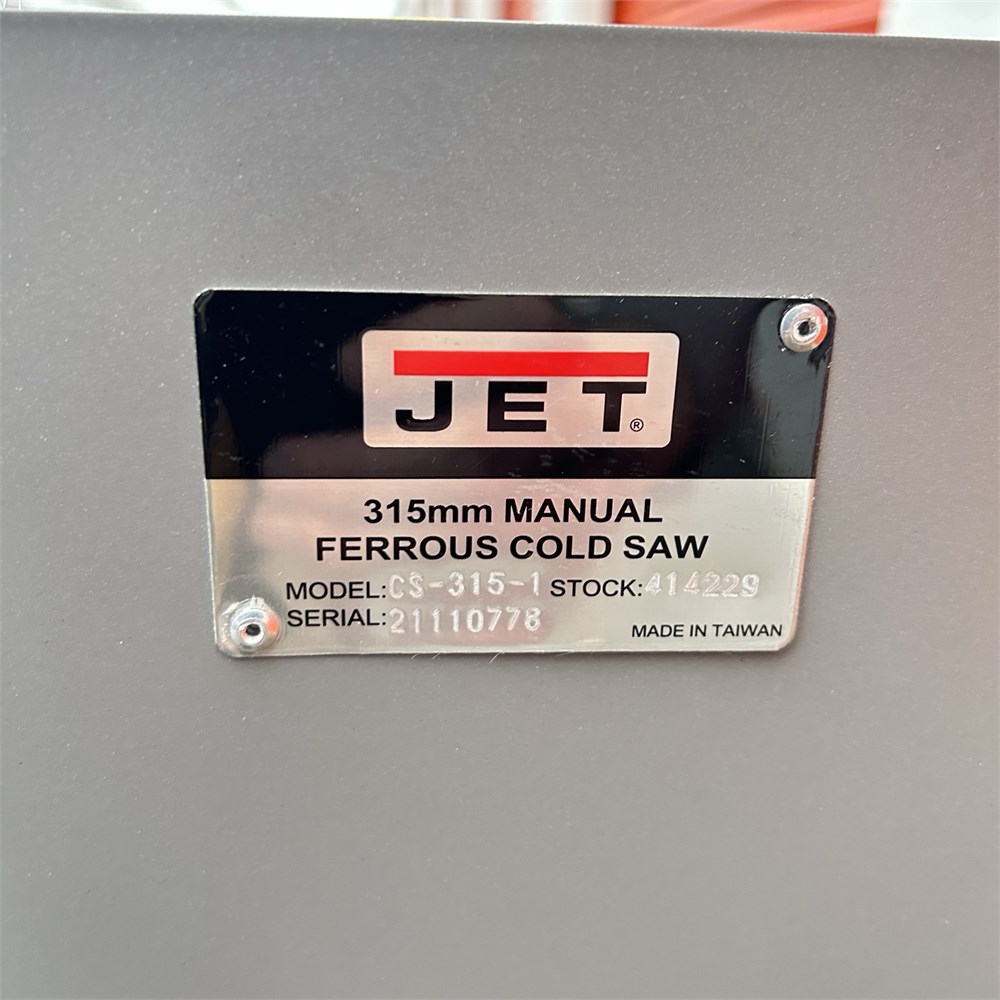 JET®
315mm MANUAL
FERROUS COLD SAW
MODEL:CS-315-1 STOCK:414229
SERIAL:21110778
MADE IN TAIWAN